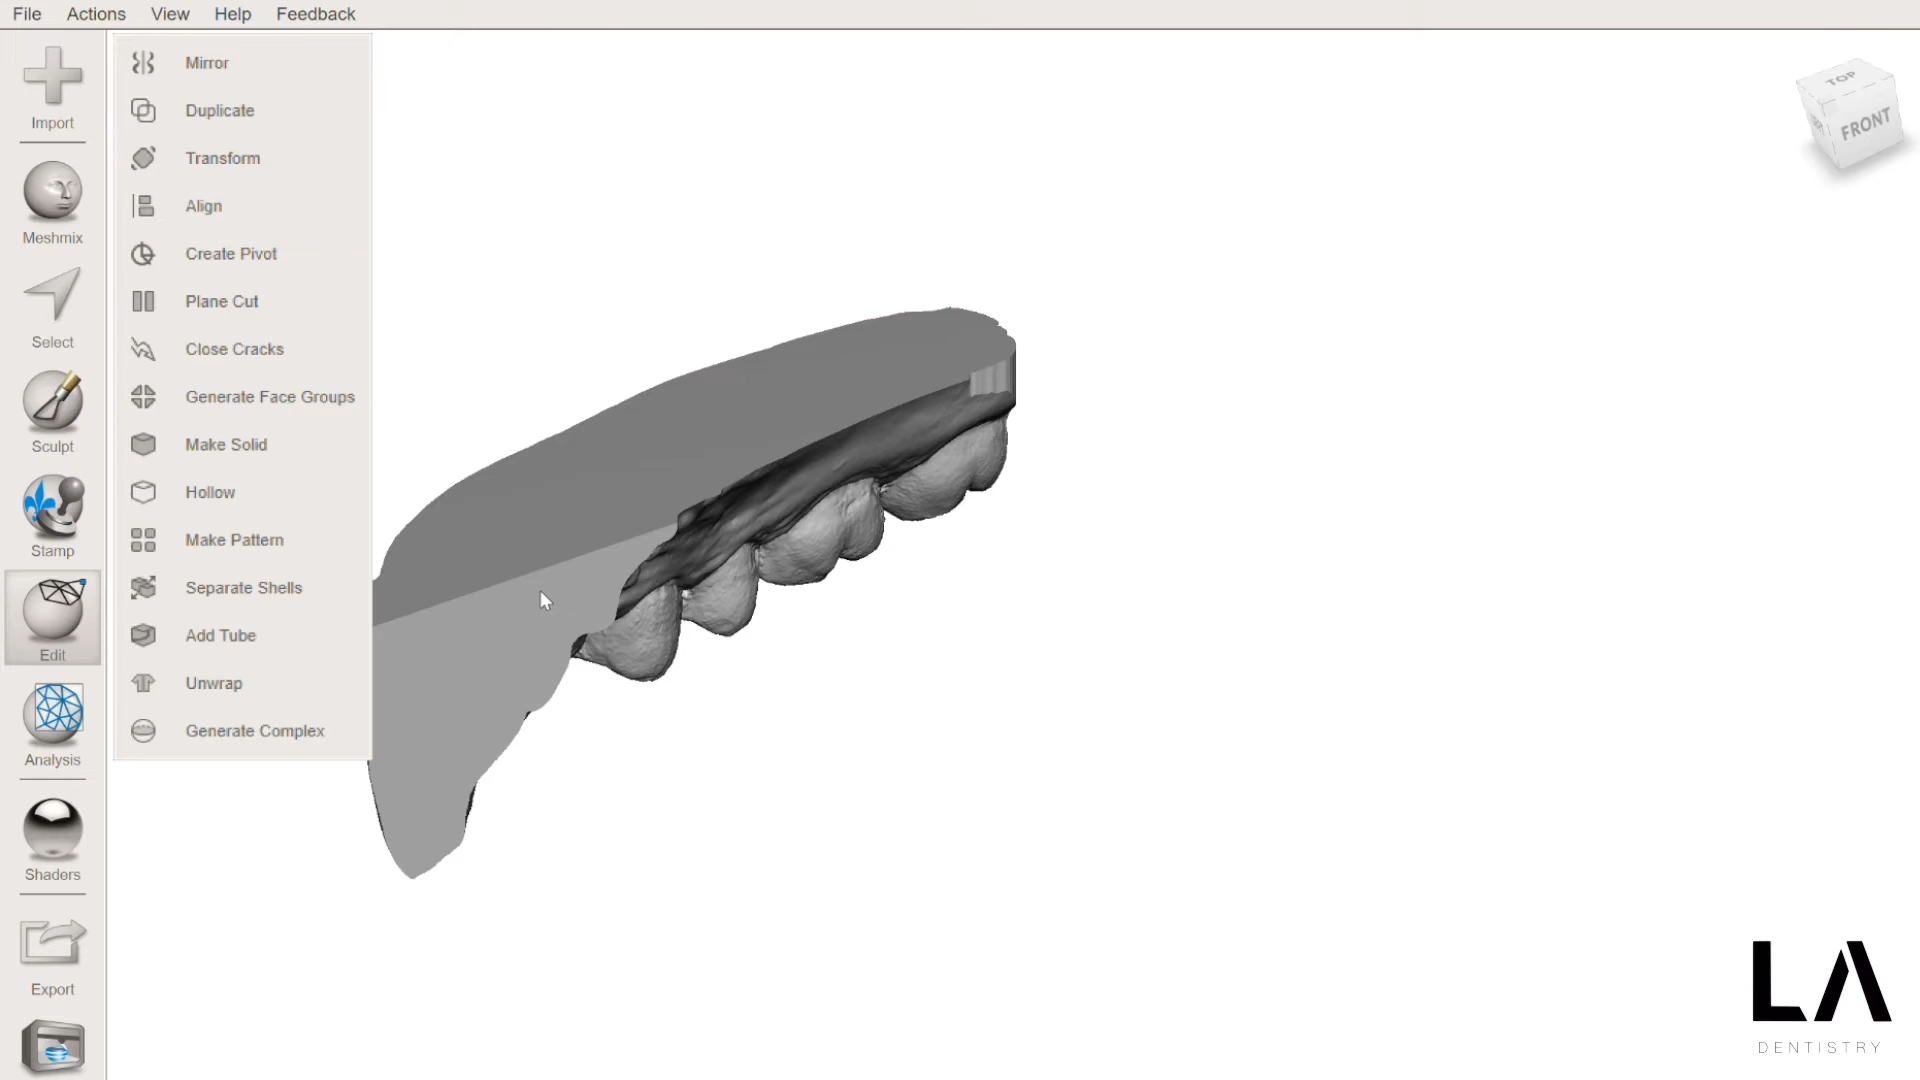 File Actions View Help Feedback
Import
Meshmix
Select
Sculpt
Stamp
Edit
Analysis
Shaders
Export
Mirror
Duplicate
Transform
Align
Create Pivot
Plane Cut
Close Cracks
Generate Face Groups
Make Solid
Hollow
Make Pattern
Separate Shells
Add Tube
Unwrap
Generate Complex
TOP
FRONT
LA
DENTISTRY